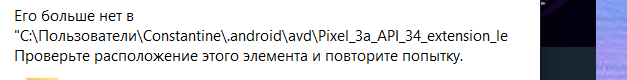 Его больше нет в
"C:\Пользователи\Constantine\.android\avd\Pixel_3a_API_34_extension_le
Проверьте расположение этого элемента и повторите попытку.